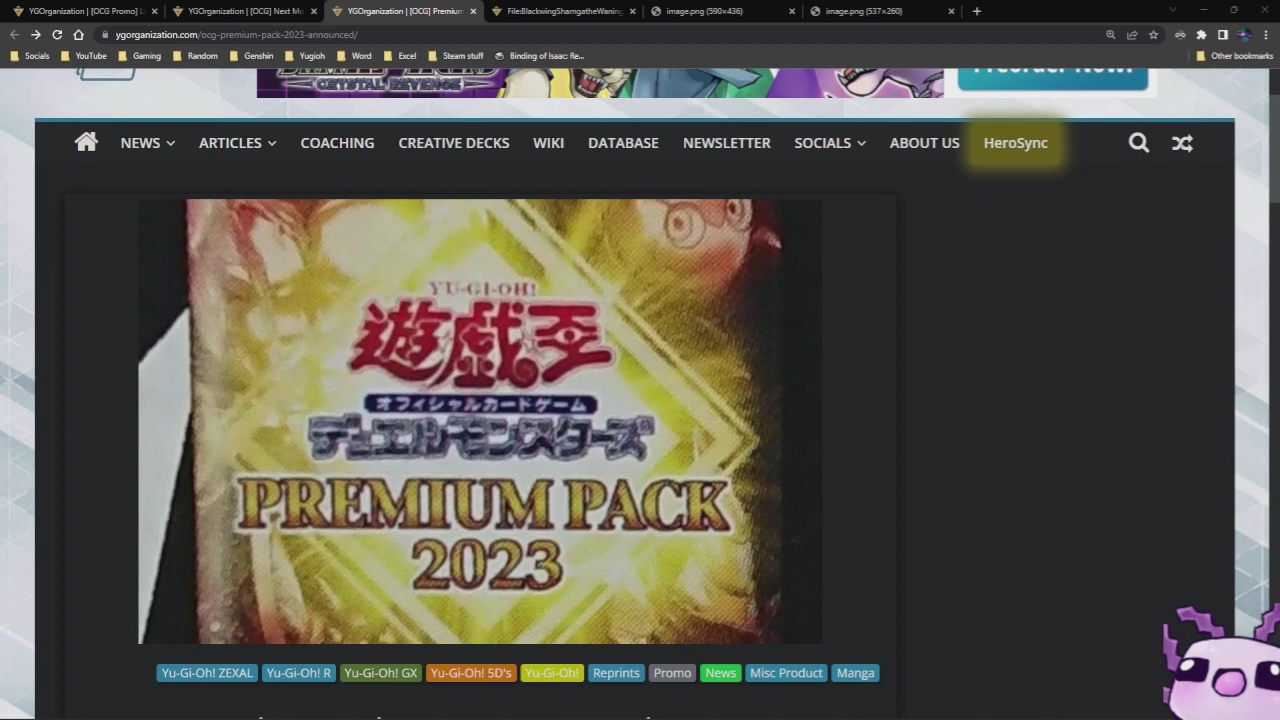 YGOrganization | [OCG Promo] L
YGOrganization | [OCG] Next Mo
YGOrganization | [OCG] Premium
File:BlackwingSharngatheWaning
image.png (590×436)
image.png (537×260)
ygorganization.com/ocg-premium-pack-2023-announced/
Socials
YouTube
Gaming
Random
Genshin
Yugioh
Word
Excel
Steam stuff
Binding of Isaac: Re...
Other bookmarks
CRYSTAL REVENGE
Preorder Now!
NEWS
ARTICLES
COACHING
CREATIVE DECKS
WIKI
DATABASE
NEWSLETTER
SOCIALS
ABOUT US
HeroSync
YU-GI-OH!
遊戯王
オフィシャルカードゲーム
デュエルモンスターズ
PREMIUM PACK
2023
Yu-Gi-Oh! ZEXAL
Yu-Gi-Oh! R
Yu-Gi-Oh! GX
Yu-Gi-Oh! 5D's
Yu-Gi-Oh!
Reprints
Promo
News
Misc Product
Manga